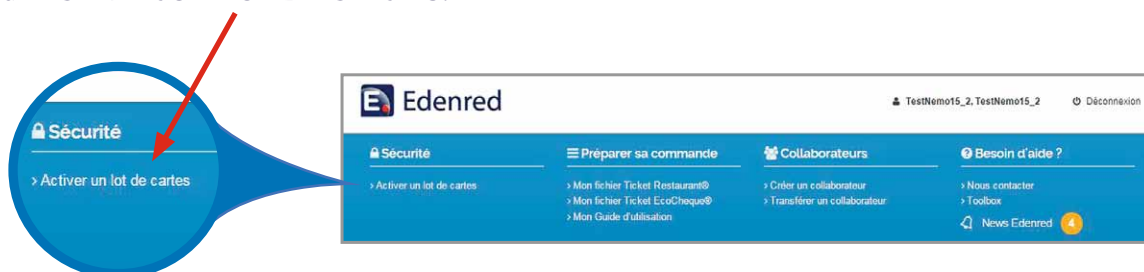 Sécurité
› Activer un lot de cartes
Edenred
TestNemo15_2, TestNemo15_2
Déconnexion
Sécurité
› Activer un lot de cartes
Préparer sa commande
› Mon fichier Ticket Restaurant®
› Mon fichier Ticket EcoCheque®
› Mon Guide d'utilisation
Collaborateurs
› Créer un collaborateur
› Transférer un collaborateur
Besoin d'aide ?
› Nous contacter
› Toolbox
News Edenred 4